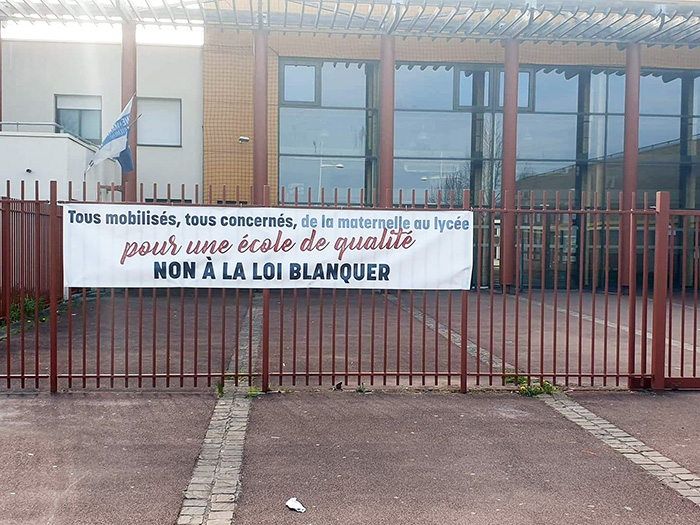 Tous mobilisés, tous concernés, de la maternelle au lycée
pour une école de qualité
NON À LA LOI BLANQUER